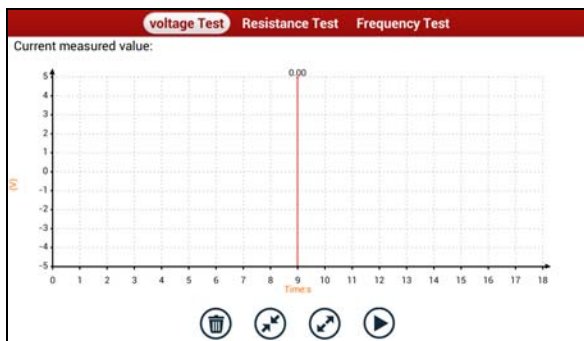 voltage Test Resistance Test Frequency Test
Current measured value:
0.00
5
4
3
2
1
0
-1
-2
-3
-4
-5
(V)
0 1 2 3 4 5 6 7 8 9 10 11 12 13 14 15 16 17 18
Time:s